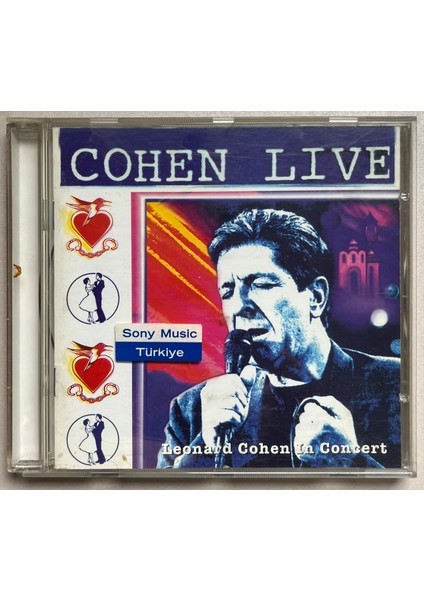 COHEN LIVE
Sony Music
Türkiye
Leonard Cohen In Concert